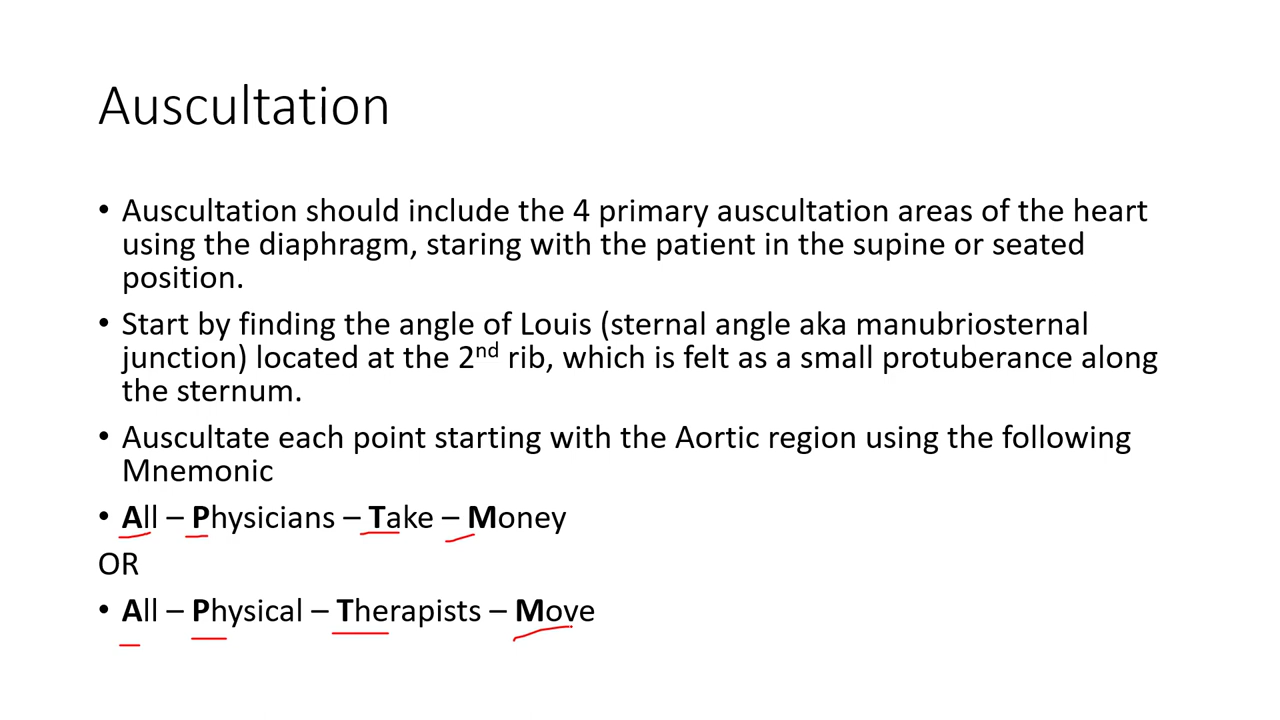 Auscultation
• Auscultation should include the 4 primary auscultation areas of the heart
using the diaphragm, staring with the patient in the supine or seated
position.
• Start by finding the angle of Louis (sternal angle aka manubriosternal
junction) located at the 2nd rib, which is felt as a small protuberance along
the sternum.
• Auscultate each point starting with the Aortic region using the following
Mnemonic
• All – Physicians – Take – Money
OR
• All – Physical – Therapists – Move